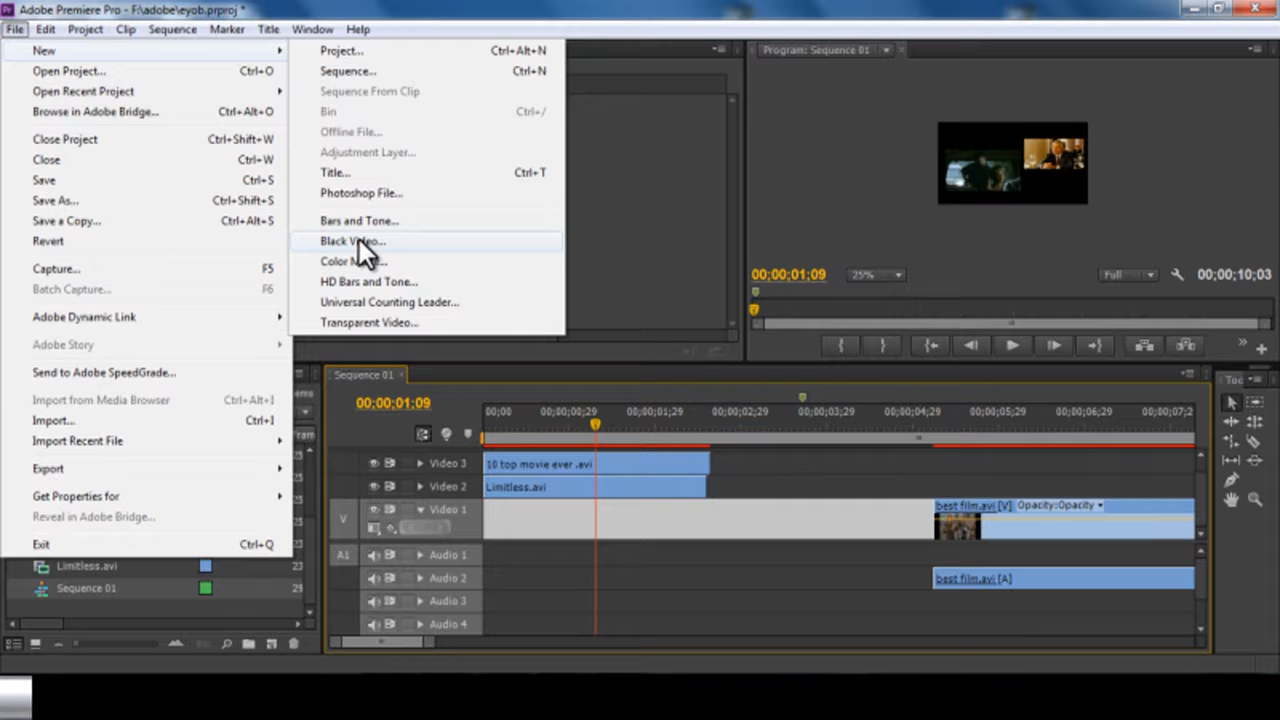 Adobe Premiere Pro - F:\adobe\eyob.prproj *
File Edit Project Clip Sequence Marker Title Window Help
New
Open Project... Ctrl+O
Open Recent Project
Browse in Adobe Bridge... Ctrl+Alt+O
Close Project Ctrl+Shift+W
Close Ctrl+W
Save Ctrl+S
Save As... Ctrl+Shift+S
Save a Copy... Ctrl+Alt+S
Revert
Capture... F5
Batch Capture... F6
Adobe Dynamic Link
Adobe Story
Send to Adobe SpeedGrade...
Import from Media Browser Ctrl+Alt+I
Import... Ctrl+I
Import Recent File
Export
Get Properties for
Reveal in Adobe Bridge...
Exit Ctrl+Q
Project... Ctrl+Alt+N
Sequence... Ctrl+N
Sequence From Clip
Bin Ctrl+/
Offline File...
Adjustment Layer...
Title... Ctrl+T
Photoshop File...
Bars and Tone...
Black Video...
Color
HD Bars and Tone...
Universal Counting Leader...
Transparent Video...
Program: Sequence 01
00;00;01;09 25% Full 00;00;10;03
Limitless.avi 23
Sequence 01
Sequence 01
00;00;01;09
00;00 00;00;00;29 00;00;01;29 00;00;02;29 00;00;03;29 00;00;04;29 00;00;05;29 00;00;06;29 00;00;07;2
Video 3 10 top movie ever .avi
Video 2 Limitless.avi
V Video 1 best film.avi [V] Opacity:Opacity
A1 Audio 1
Audio 2 best film.avi [A]
Audio 3
Audio 4
Toc